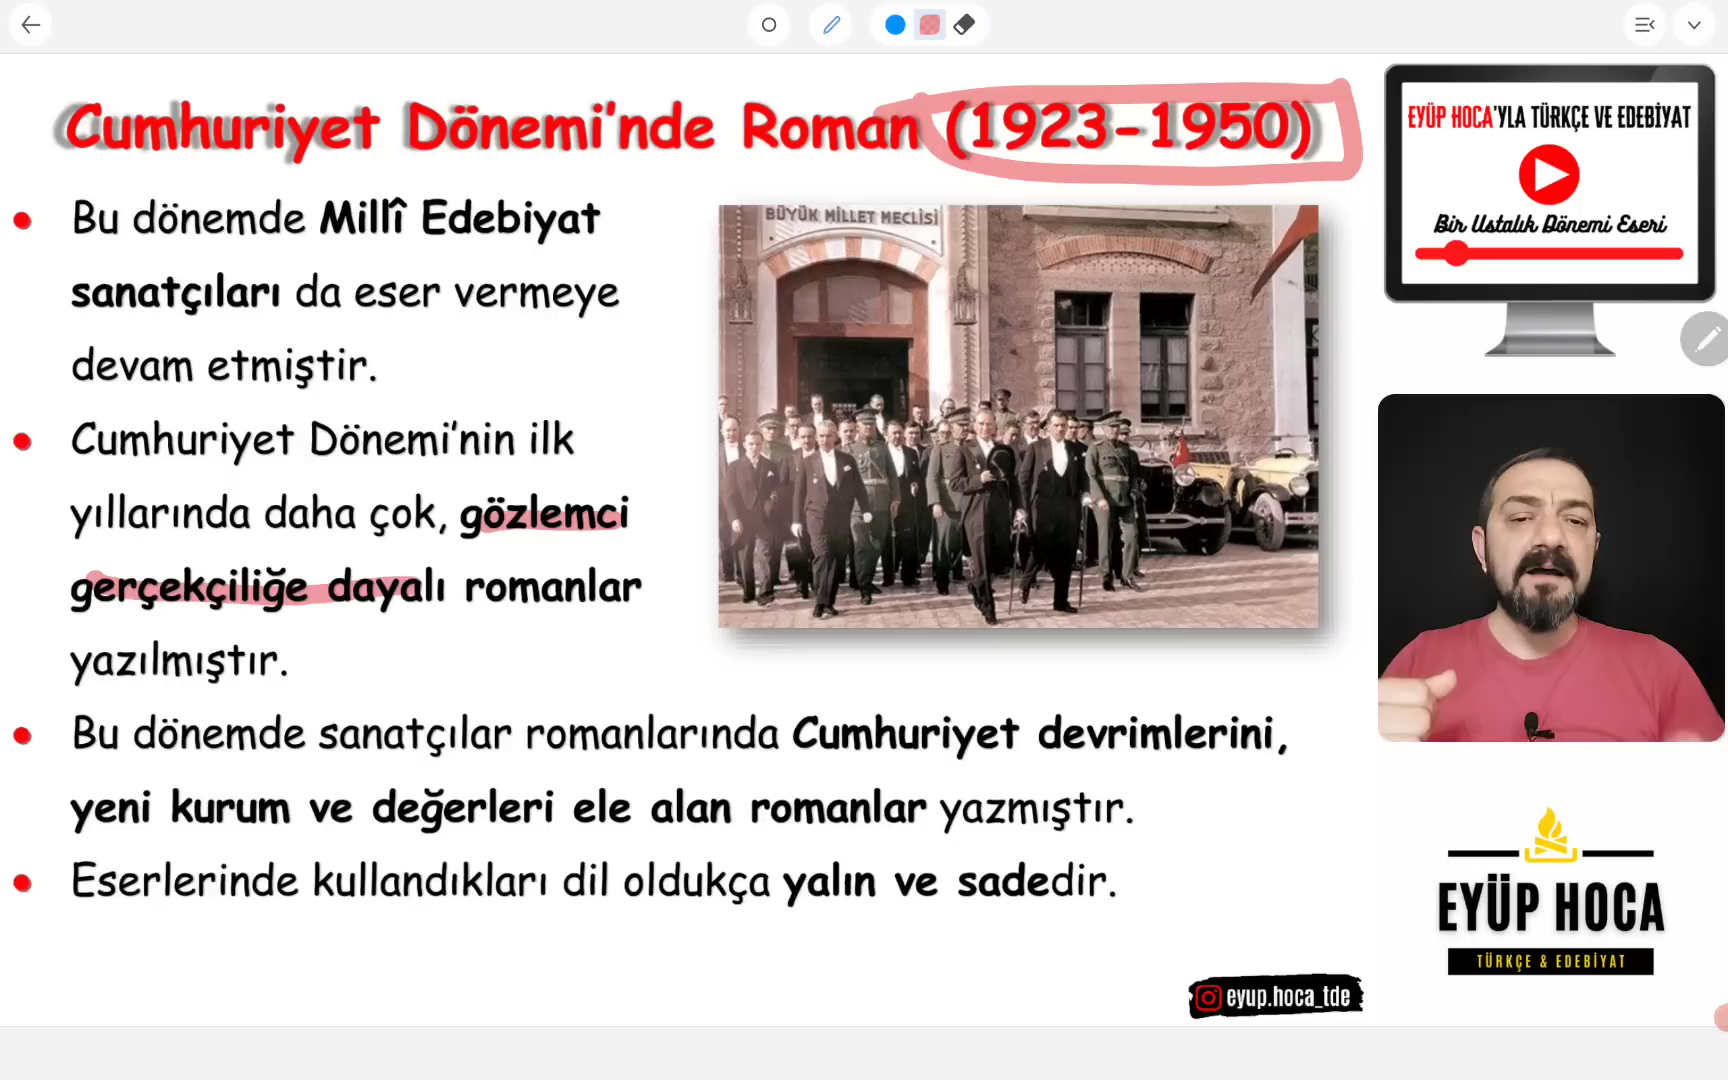 Cumhuriyet Dönemi'nde Roman (1923-1950)
Bu dönemde Millî Edebiyat
sanatçıları da eser vermeye
devam etmiştir.
Cumhuriyet Dönemi'nin ilk
yıllarında daha çok, gözlemci
gerçekçiliğe dayalı romanlar
yazılmıştır.
Bu dönemde sanatçılar romanlarında Cumhuriyet devrimlerini,
yeni kurum ve değerleri ele alan romanlar yazmıştır.
Eserlerinde kullandıkları dil oldukça yalın ve sadedir.
BÜYÜK MİLLET MECLİSİ
EYÜP HOCA'YLA TÜRKÇE VE EDEBİYAT
Bir Ustalık Dönemi Eseri
EYÜP HOCA
TÜRKÇE & EDEBİYAT
eyup.hoca_tde